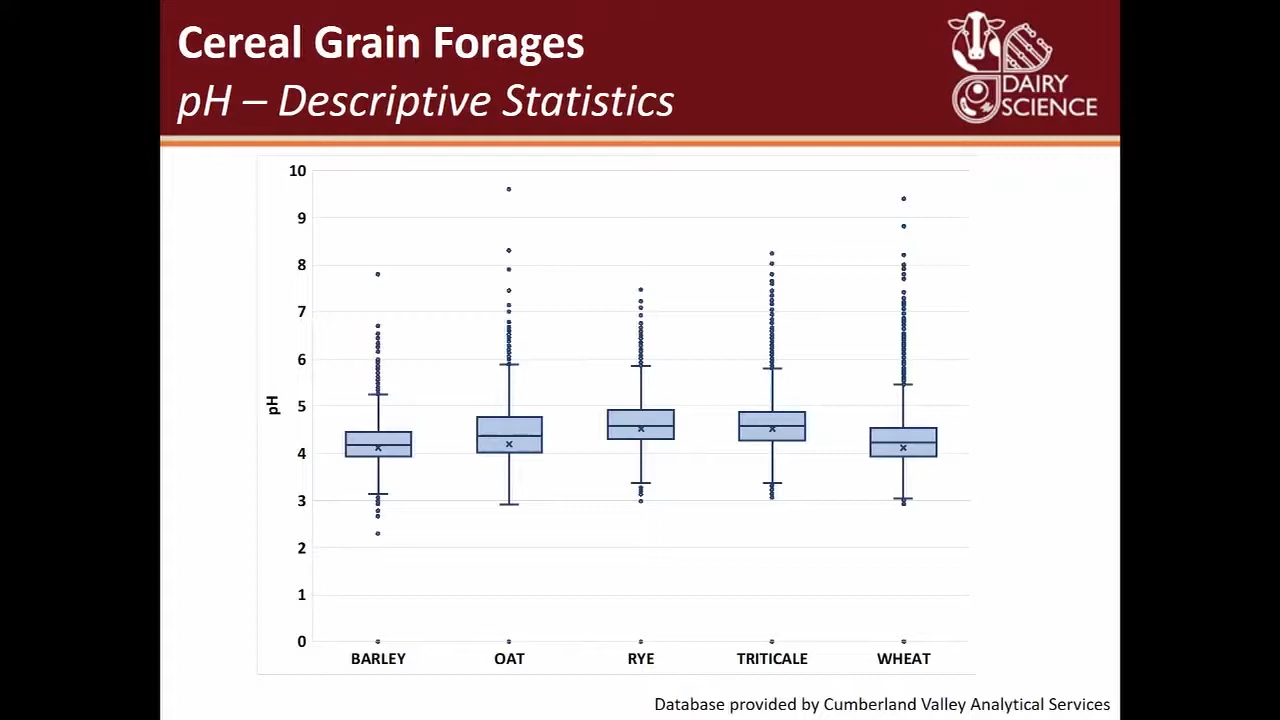 Cereal Grain Forages
pH – Descriptive Statistics
DAIRY
SCIENCE
10
9
8
7
6
5
4
3
2
1
0
pH
BARLEY OAT RYE TRITICALE WHEAT
Database provided by Cumberland Valley Analytical Services